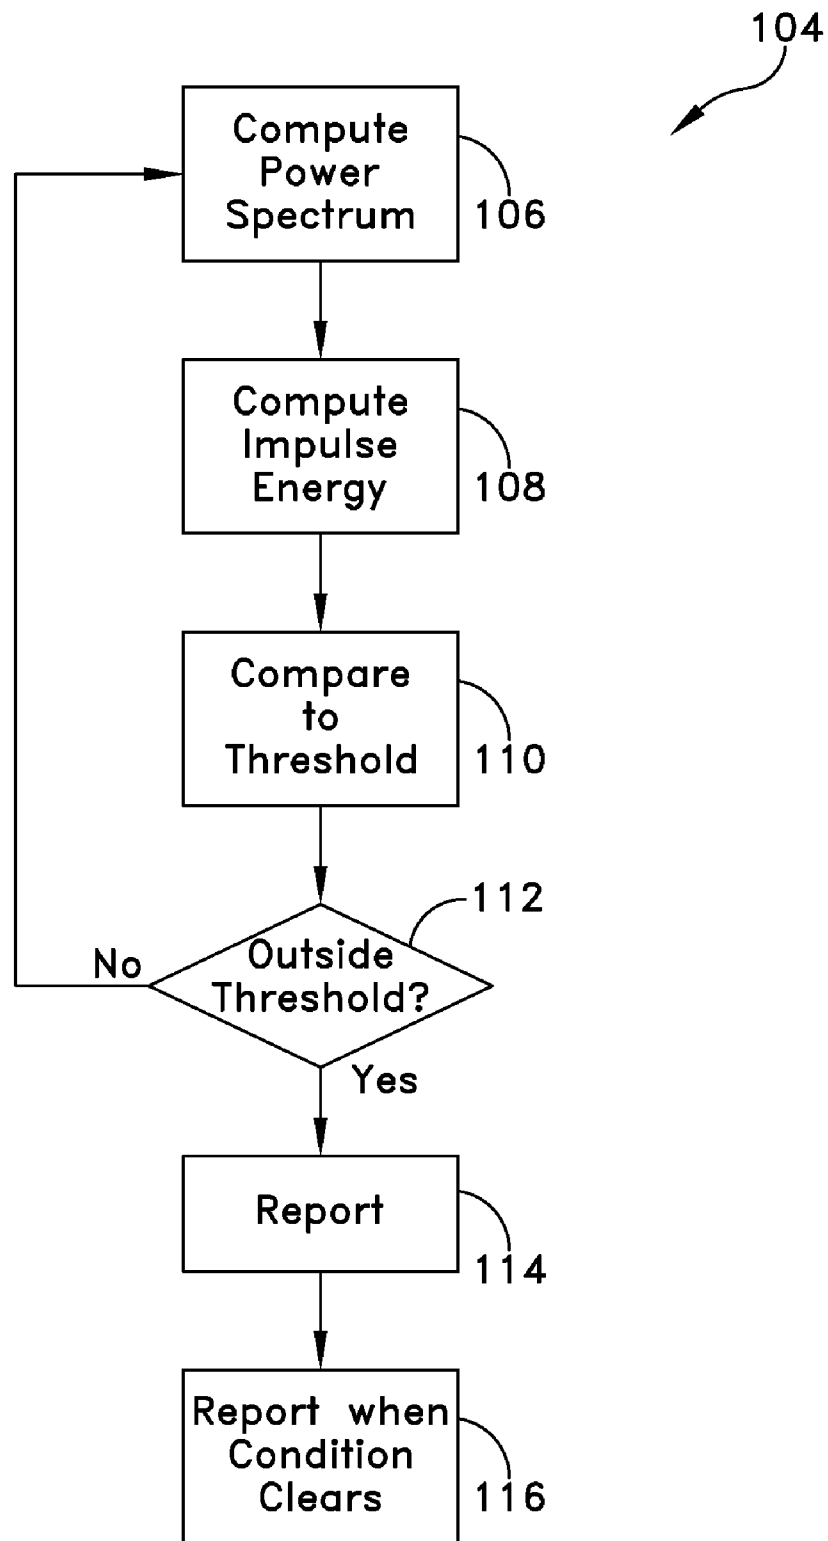 104
Compute
Power
Spectrum
106
Compute
Impulse
Energy
108
Compare
to
Threshold
110
112
Outside
Threshold?
No
Yes
Report
114
Report when
Condition
Clears
116